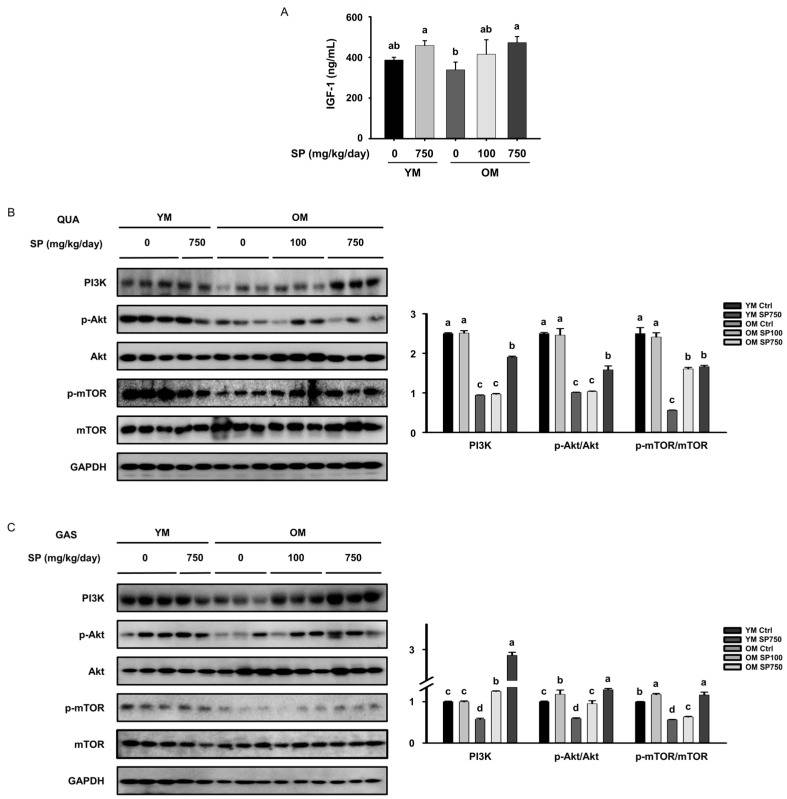 A
IGF-1 (ng/mL)
600
400
200
0
ab a b ab a
SP (mg/kg/day) 0 750 0 100 750
YM OM
B
QUA YM OM
SP (mg/kg/day) 0 750 0 100 750
PI3K
p-Akt
Akt
p-mTOR
mTOR
GAPDH
3
2
1
0
a a c c b a a c c b a a c b b
PI3K p-Akt/Akt p-mTOR/mTOR
YM Ctrl
YM SP750
OM Ctrl
OM SP100
OM SP750
C
GAS YM OM
SP (mg/kg/day) 0 750 0 100 750
PI3K
p-Akt
Akt
p-mTOR
mTOR
GAPDH
3
1
0
c c d b a c b d c a b a d c a
PI3K p-Akt/Akt p-mTOR/mTOR
YM Ctrl
YM SP750
OM Ctrl
OM SP100
OM SP750